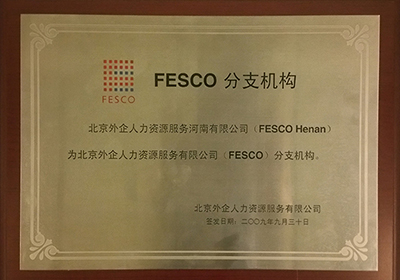 FESCO
FESCO 分支机构
北京外企人力资源服务河南有限公司（FESCO Henan）
为北京外企人力资源服务有限公司（FESCO）分支机构。
北京外企人力资源服务有限公司
签发日期：二〇〇九年九月三十日